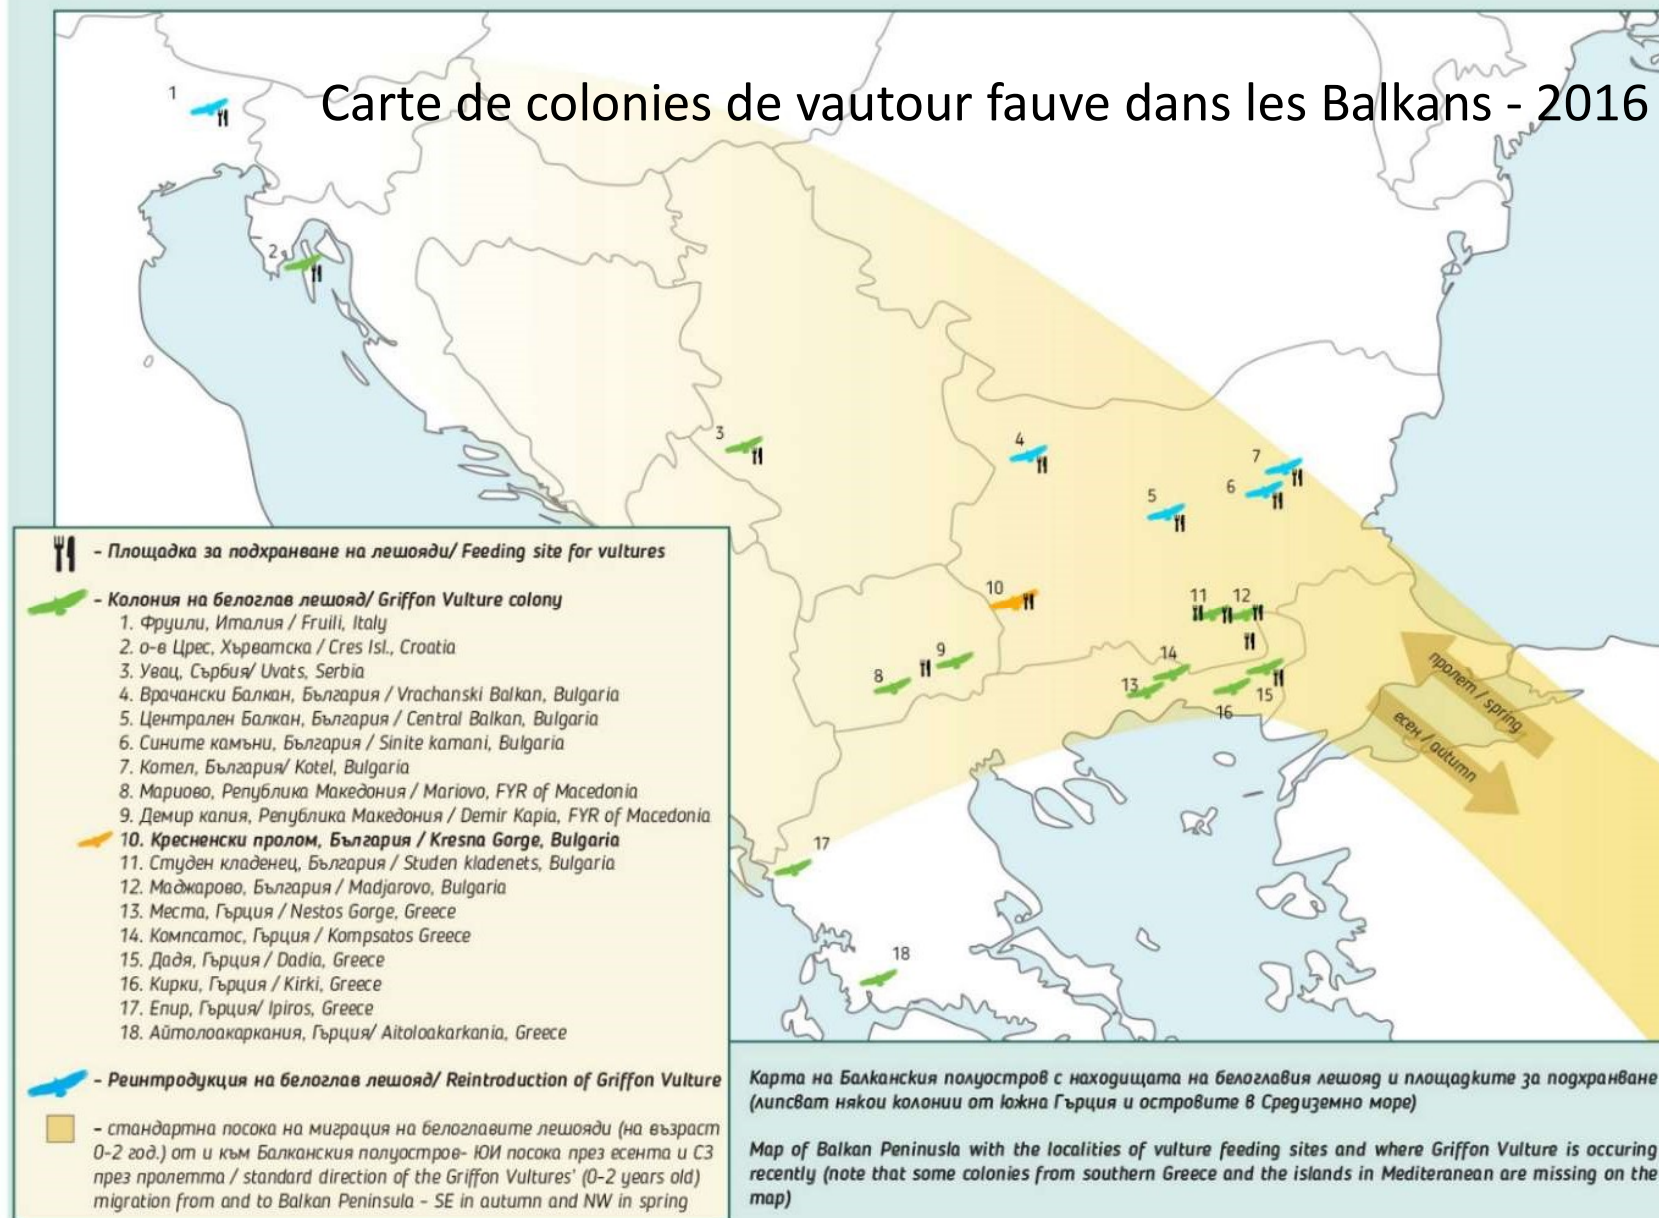 Carte de colonies de vautour fauve dans les Balkans - 2016
1
2
3
4
5
6
7
8
9
10
11
12
13
14
15
16
17
18
пролет / spring
есен / autumn
- Площадка за подхранване на лешояди/ Feeding site for vultures
- Колония на белоглав лешояд/ Griffon Vulture colony
1. Фруили, Италия / Fruili, Italy
2. о-в Црес, Хърватска / Cres Isl., Croatia
3. Увац, Сърбия/ Uvats, Serbia
4. Врачански Балкан, България / Vrachanski Balkan, Bulgaria
5. Централен Балкан, България / Central Balkan, Bulgaria
6. Сините камъни, България / Sinite kamani, Bulgaria
7. Котел, България/ Kotel, Bulgaria
8. Мариово, Република Македония / Mariovo, FYR of Macedonia
9. Демир капия, Република Македония / Demir Kapia, FYR of Macedonia
10. Кресненски пролом, България / Kresna Gorge, Bulgaria
11. Студен кладенец, България / Studen kladenets, Bulgaria
12. Маджарово, България / Madjarovo, Bulgaria
13. Места, Гърция / Nestos Gorge, Greece
14. Компсатос, Гърция / Kompsatos Greece
15. Дадя, Гърция / Dadia, Greece
16. Кирки, Гърция / Kirki, Greece
17. Епир, Гърция/ Ipiros, Greece
18. Айтолоакаркания, Гърция/ Aitoloakarkania, Greece
- Реинтродукция на белоглав лешояд/ Reintroduction of Griffon Vulture
- стандартна посока на миграция на белоглавите лешояди (на възраст
0-2 год.) от и към Балканския полуостров- ЮИ посока през есента и СЗ
през пролетта / standard direction of the Griffon Vultures' (0-2 years old)
migration from and to Balkan Peninsula - SE in autumn and NW in spring
Карта на Балканския полуостров с находищата на белоглавия лешояд и площадките за подхранване
(липсват някои колонии от южна Гърция и островите в Средиземно море)
Map of Balkan Peninusla with the localities of vulture feeding sites and where Griffon Vulture is occuring
recently (note that some colonies from southern Greece and the islands in Mediteranean are missing on the
map)